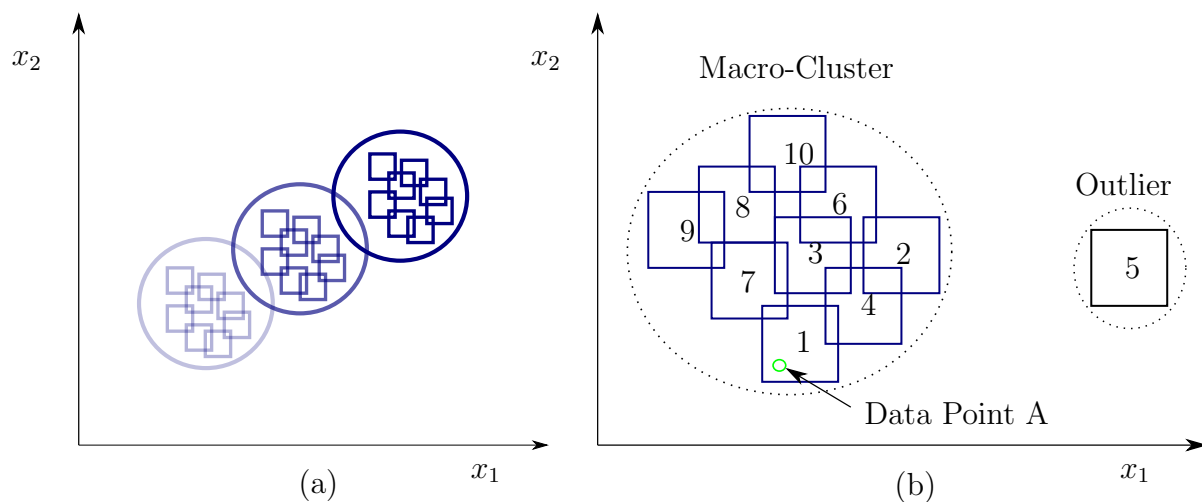 x₂
x₁
(a)
x₂
Macro-Cluster
10
8
6
9
3
2
7
4
1
Outlier
5
Data Point A
x₁
(b)